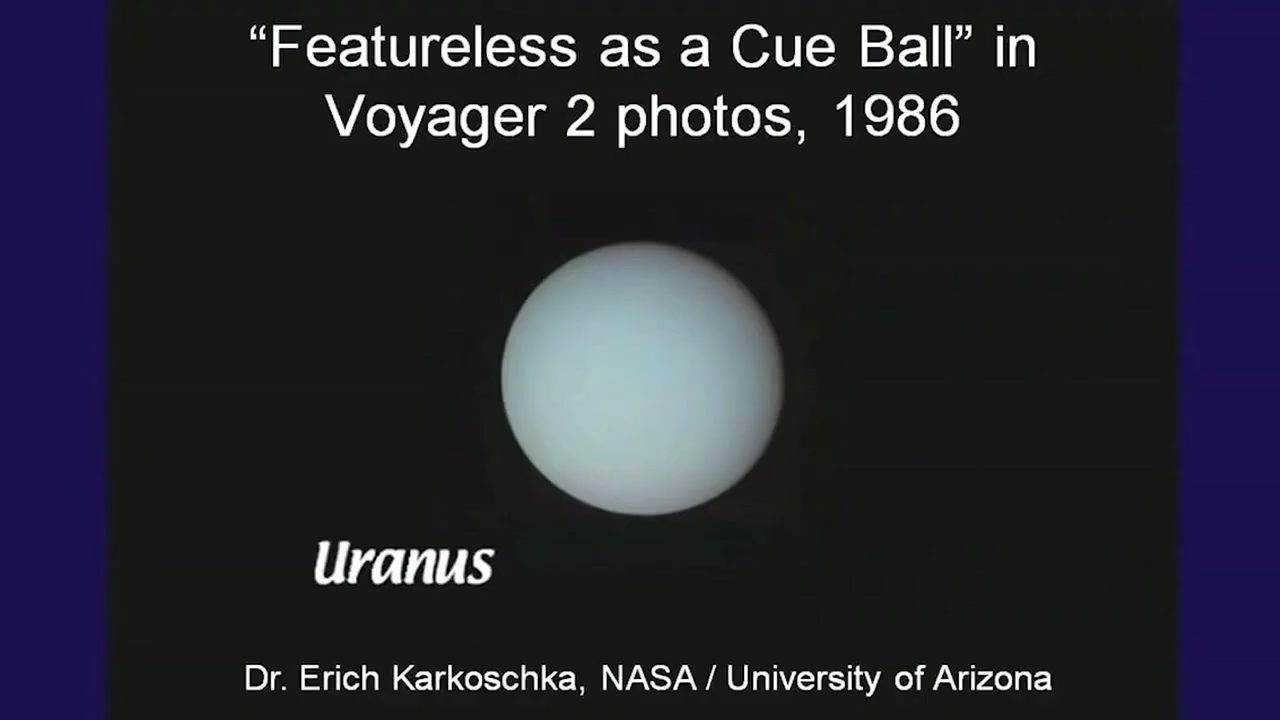 “Featureless as a Cue Ball” in
Voyager 2 photos, 1986
Uranus
Dr. Erich Karkoschka, NASA / University of Arizona